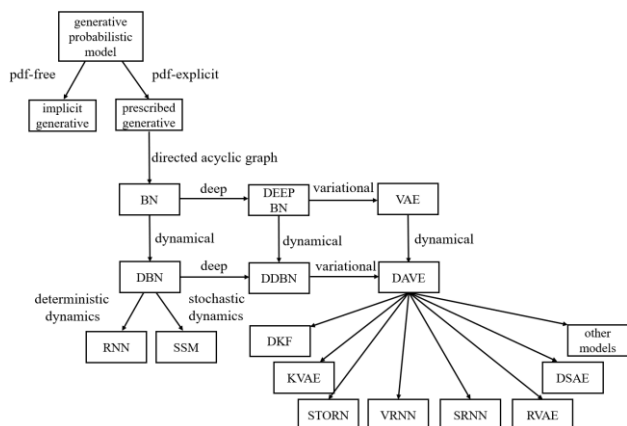 generative
probabilistic
model
pdf-free
pdf-explicit
implicit
generative
prescribed
generative
directed acyclic graph
BN
deep
DEEP
BN
variational
VAE
dynamical
dynamical
dynamical
DBN
deep
DDBN
variational
DAVE
deterministic
dynamics
stochastic
dynamics
RNN
SSM
DKF
other
models
KVAE
DSAE
STORN
VRNN
SRNN
RVAE